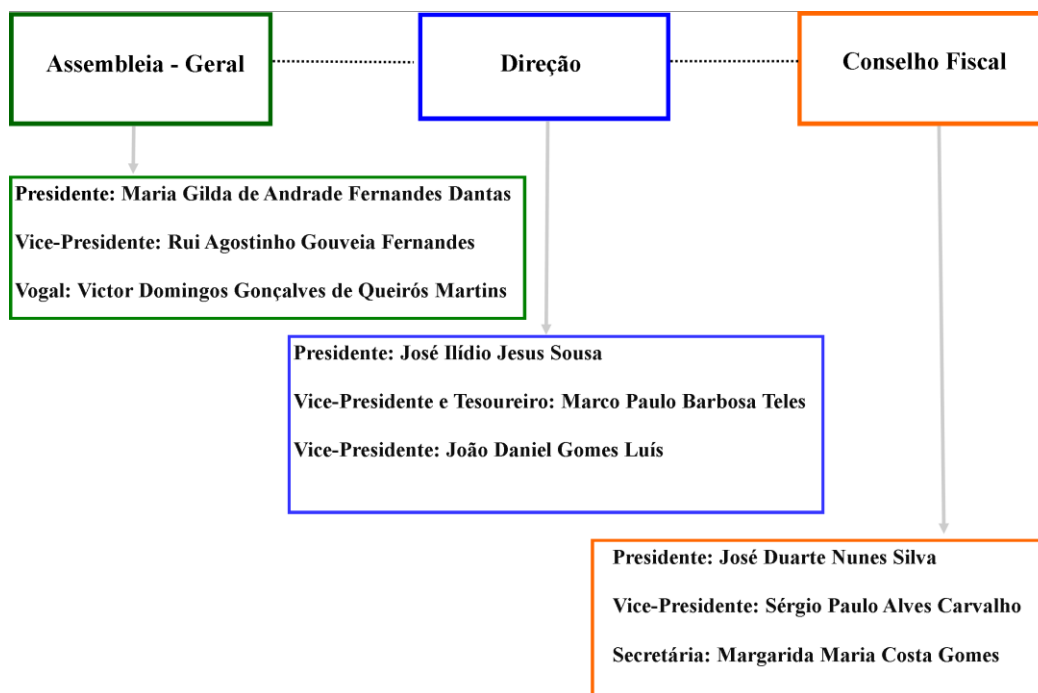 Assembleia - Geral
Direção
Conselho Fiscal
Presidente: Maria Gilda de Andrade Fernandes Dantas
Vice-Presidente: Rui Agostinho Gouveia Fernandes
Vogal: Victor Domingos Gonçalves de Queirós Martins
Presidente: José Ilídio Jesus Sousa
Vice-Presidente e Tesoureiro: Marco Paulo Barbosa Teles
Vice-Presidente: João Daniel Gomes Luís
Presidente: José Duarte Nunes Silva
Vice-Presidente: Sérgio Paulo Alves Carvalho
Secretária: Margarida Maria Costa Gomes